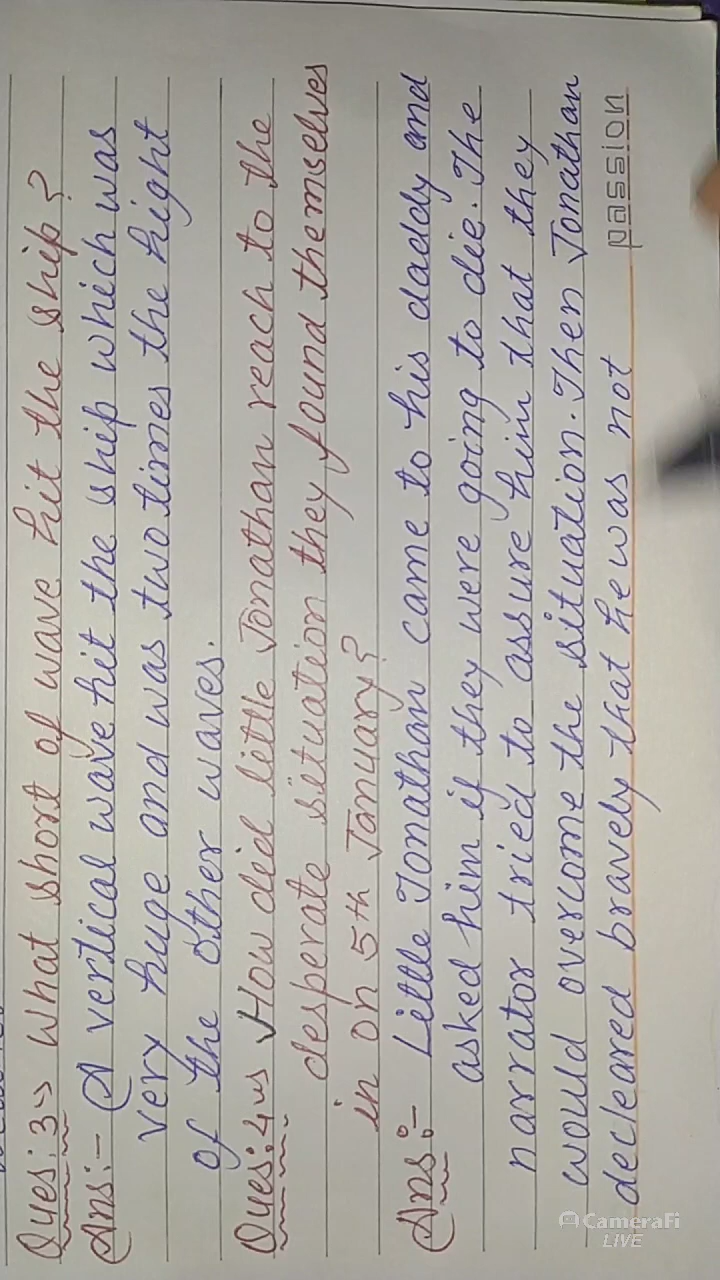 Ques:3→ What short of wave hit the ship?
Ans:- A vertical wave hit the ship which was
very huge and was two times the hight
of the other waves.
Ques:4→ How did little Jonathan reach to the
desperate situation they found themselves
in on 5th January?
Ans:- Little Jonathan came to his daddy and
asked him if they were going to die. The
narrator tried to assure him that they
would overcome the situation. Then Jonathan
decleared bravely that he was not
passion
CameraFi
LIVE